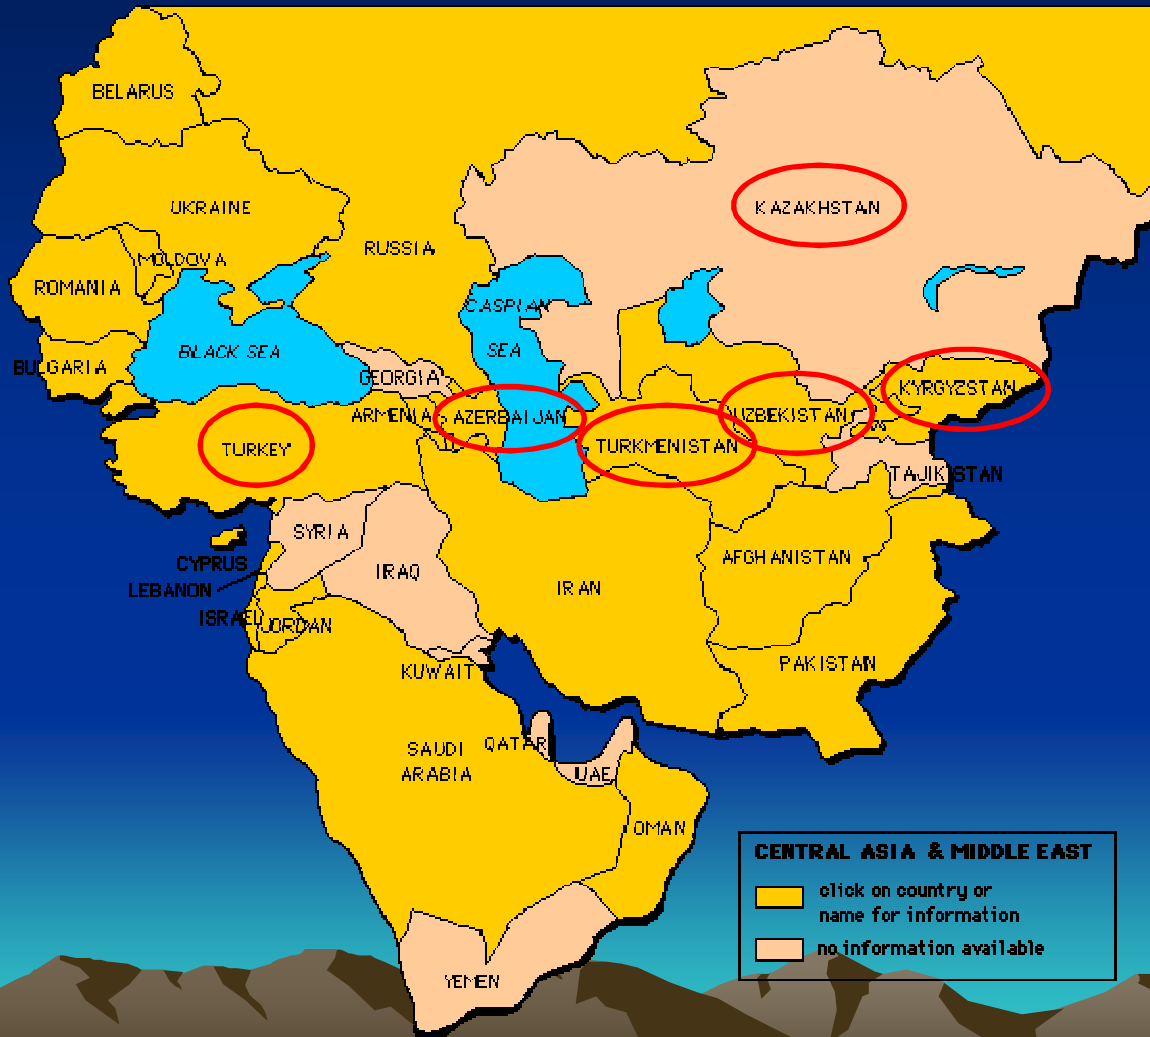 BELARUS
UKRAINE
KAZAKHSTAN
RUSSIA
MOLDOVA
ROMANIA
CASPIAN
SEA
BLACK SEA
BULGARIA
GEORGIA
KYRGYZSTAN
ARMENIA
AZERBAIJAN
UZBEKISTAN
TURKEY
TURKMENISTAN
TAJIKISTAN
SYRIA
CYPRUS
AFGHANISTAN
IRAQ
LEBANON
IRAN
ISRAEL
JORDAN
KUWAIT
PAKISTAN
SAUDI
ARABIA
QATAR
UAE
OMAN
YEMEN
CENTRAL ASIA & MIDDLE EAST
click on country or
name for information
no information available